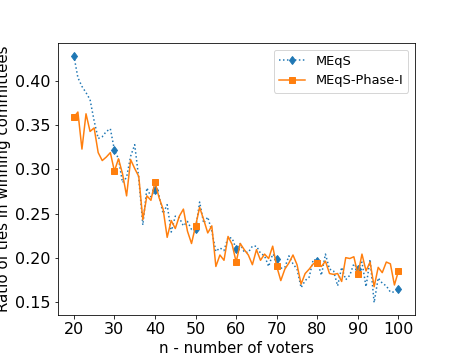 MEqS
MEqS-Phase-I
Ratio of ties in winning committees
0.40
0.35
0.30
0.25
0.20
0.15
20 30 40 50 60 70 80 90 100
n - number of voters